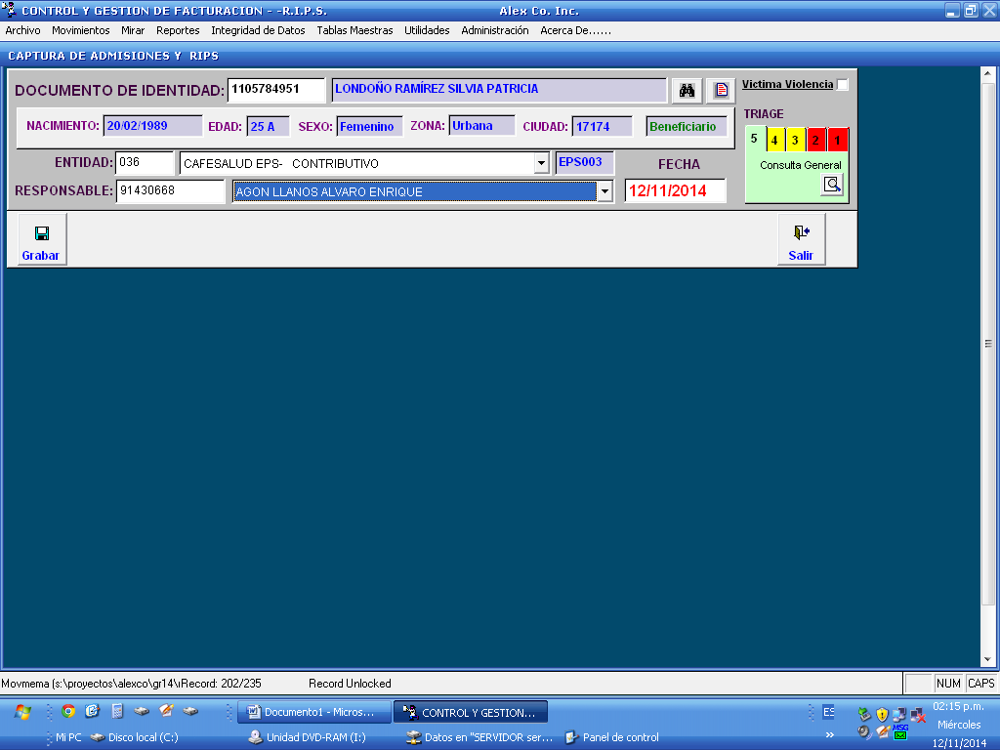 CONTROL Y GESTION DE FACTURACION - -R.I.P.S. Alex Co. Inc.
Archivo Movimientos Mirar Reportes Integridad de Datos Tablas Maestras Utilidades Administración Acerca De......
CAPTURA DE ADMISIONES Y RIPS
DOCUMENTO DE IDENTIDAD: 1105784951 LONDOÑO RAMÍREZ SILVIA PATRICIA Victima Violencia
NACIMIENTO: 20/02/1989 EDAD: 25 A SEXO: Femenino ZONA: Urbana CIUDAD: 17174 Beneficiario
TRIAGE
5 4 3 2 1
Consulta General
ENTIDAD: 036 CAFESALUD EPS- CONTRIBUTIVO EPS003 FECHA
RESPONSABLE: 91430668 AGON LLANOS ALVARO ENRIQUE 12/11/2014
Grabar Salir
Movmema (s:\proyectos\alexco\gr14\rRecord: 202/235 Record Unlocked NUM CAPS
Documento1 - Micros... CONTROL Y GESTION... ES 02:15 p.m.
Miércoles
MSG
Mi PC Disco local (C:) Unidad DVD-RAM (I:) Datos en "SERVIDOR ser... Panel de control » 12/11/2014